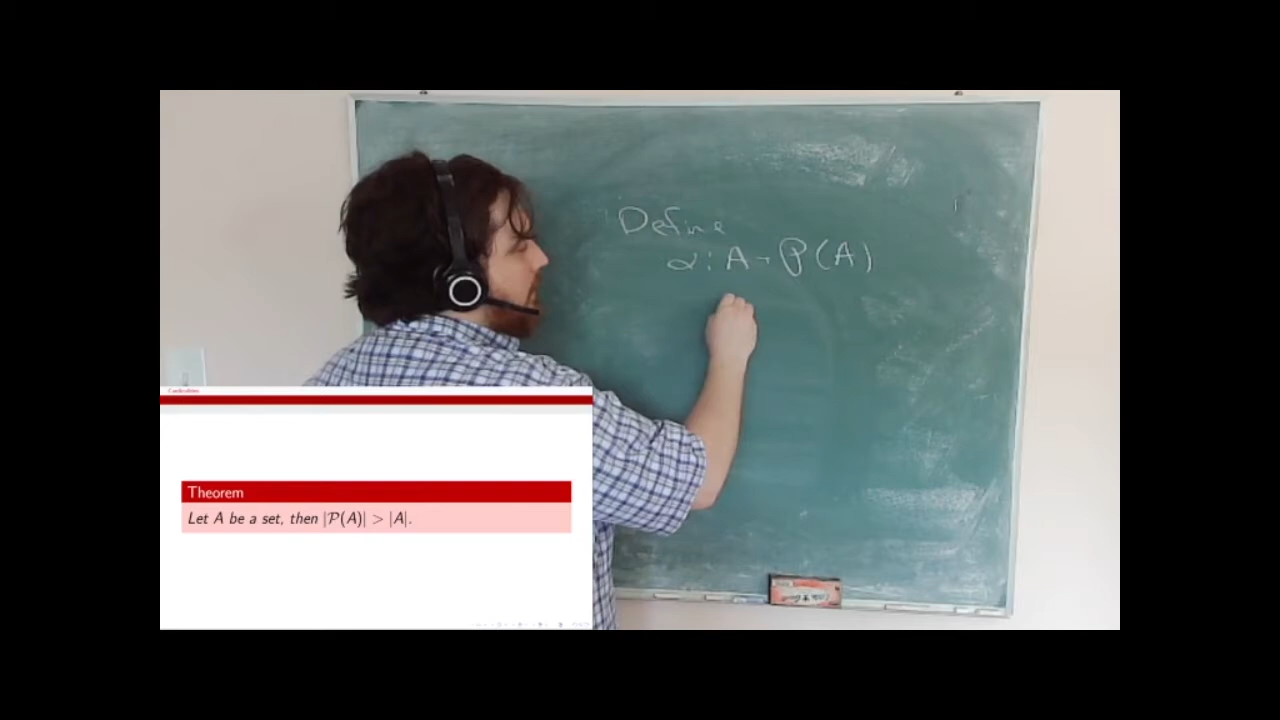 Define
α: A → P(A)
Theorem
Let A be a set, then |P(A)| > |A|.